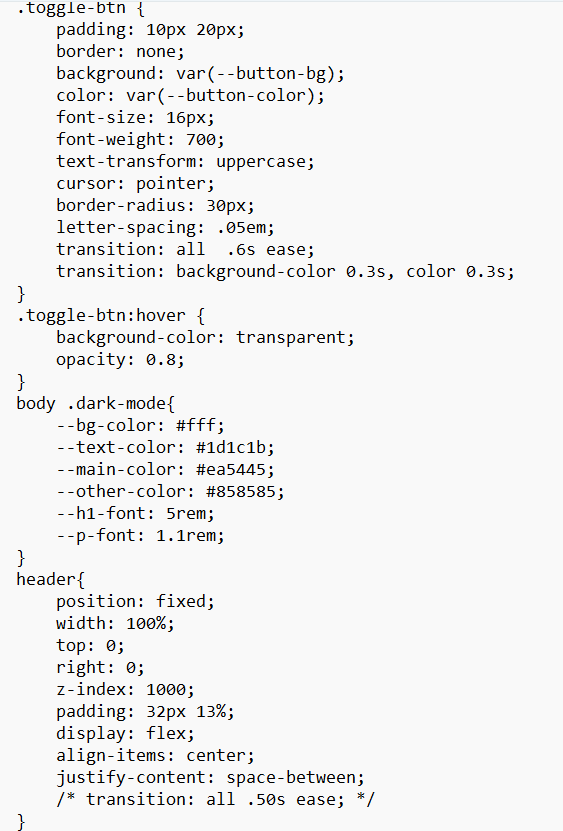 .toggle-btn {
    padding: 10px 20px;
    border: none;
    background: var(--button-bg);
    color: var(--button-color);
    font-size: 16px;
    font-weight: 700;
    text-transform: uppercase;
    cursor: pointer;
    border-radius: 30px;
    letter-spacing: .05em;
    transition: all  .6s ease;
    transition: background-color 0.3s, color 0.3s;
}
.toggle-btn:hover {
    background-color: transparent;
    opacity: 0.8;
}
body .dark-mode{
    --bg-color: #fff;
    --text-color: #1d1c1b;
    --main-color: #ea5445;
    --other-color: #858585;
    --h1-font: 5rem;
    --p-font: 1.1rem;
}
header{
    position: fixed;
    width: 100%;
    top: 0;
    right: 0;
    z-index: 1000;
    padding: 32px 13%;
    display: flex;
    align-items: center;
    justify-content: space-between;
    /* transition: all .50s ease; */
}